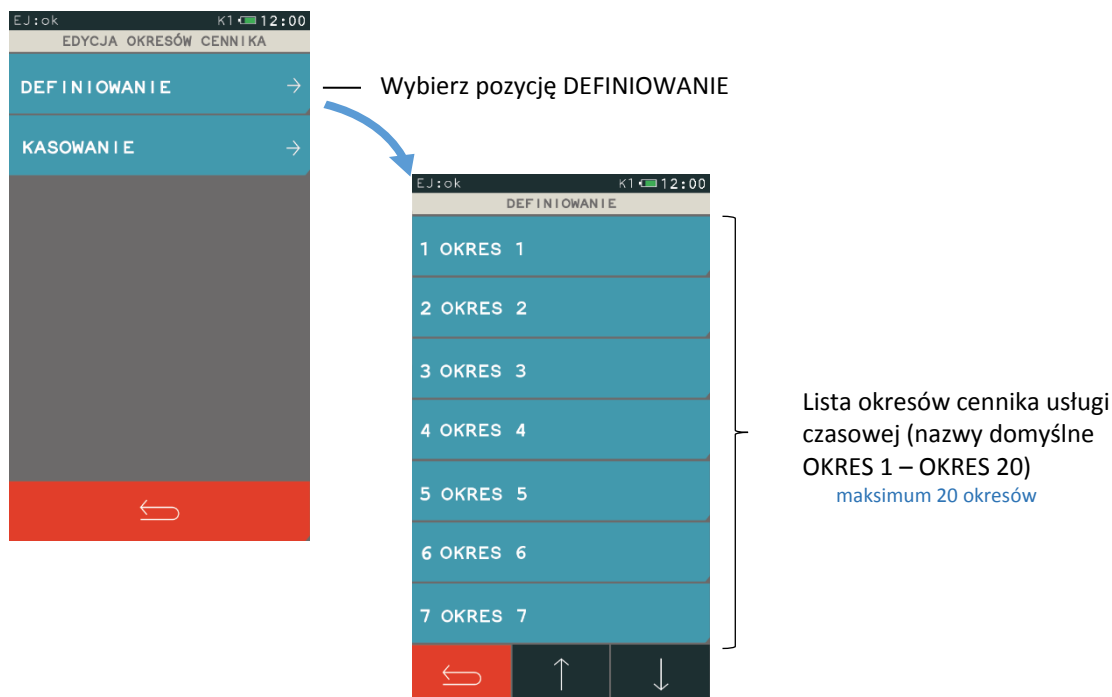 EJ:ok K1 12:00
EDYCJA OKRESÓW CENNIKA
DEFINIOWANIE
KASOWANIE
Wybierz pozycję DEFINIOWANIE
EJ:ok K1 12:00
DEFINIOWANIE
1 OKRES 1
2 OKRES 2
3 OKRES 3
4 OKRES 4
5 OKRES 5
6 OKRES 6
7 OKRES 7
Lista okresów cennika usługi
czasowej (nazwy domyślne
OKRES 1 – OKRES 20)
maksimum 20 okresów